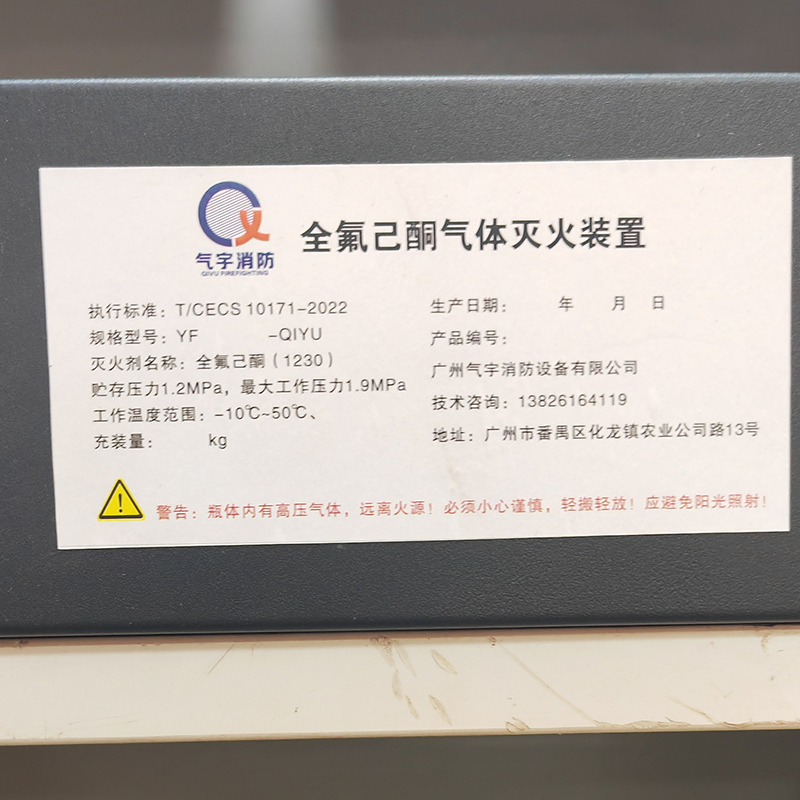 气宇消防
QIYU FIREFIGHTING
全氟己酮气体灭火装置
执行标准：T/CECS 10171-2022
规格型号：YF -QIYU
灭火剂名称：全氟己酮（1230）
贮存压力1.2MPa，最大工作压力1.9MPa
工作温度范围：-10℃~50℃、
充装量： kg
生产日期： 年 月 日
产品编号：
广州气宇消防设备有限公司
技术咨询：13826164119
地址：广州市番禺区化龙镇农业公司路13号
警告：瓶体内有高压气体，远离火源！必须小心谨慎，轻搬轻放！应避免阳光照射！